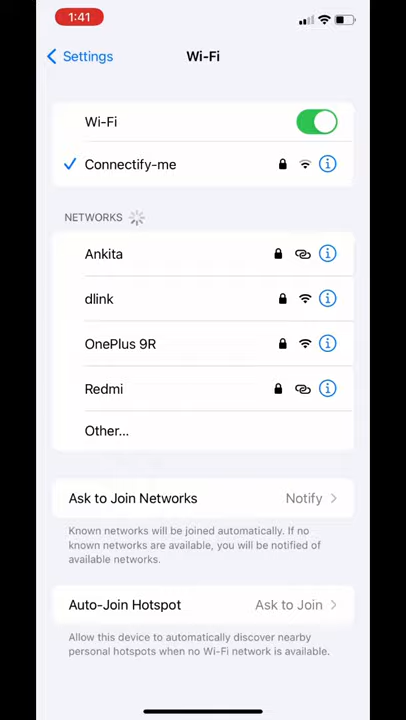 1:41
Settings
Wi-Fi
Wi-Fi
Connectify-me
NETWORKS
Ankita
dlink
OnePlus 9R
Redmi
Other...
Ask to Join Networks Notify
Known networks will be joined automatically. If no
known networks are available, you will be notified of
available networks.
Auto-Join Hotspot Ask to Join
Allow this device to automatically discover nearby
personal hotspots when no Wi-Fi network is available.